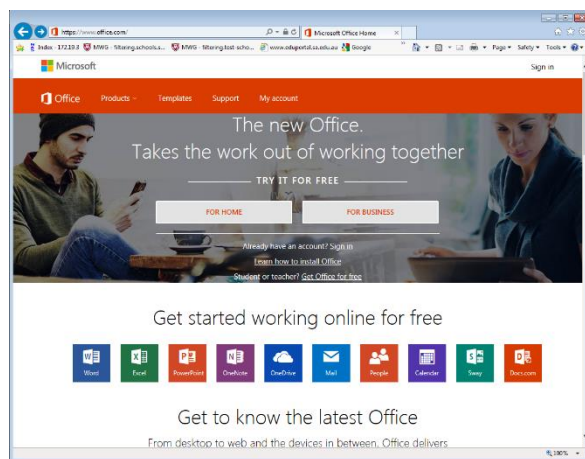 https://www.office.com/
Microsoft Office Home
Index - 172.19.3
MWG - filtering.schools.s...
MWG - filtering.test-scho...
www.eduportal.sa.edu.au
Google
Page
Safety
Tools
Microsoft
Sign in
Office
Products
Templates
Support
My account
The new Office.
Takes the work out of working together
TRY IT FOR FREE
FOR HOME
FOR BUSINESS
Already have an account? Sign in
Learn how to install Office
Student or teacher? Get Office for free
Get started working online for free
Word
Excel
PowerPoint
OneNote
OneDrive
Mail
People
Calendar
Sway
Docs.com
Get to know the latest Office
From desktop to web and the devices in between, Office delivers
100%